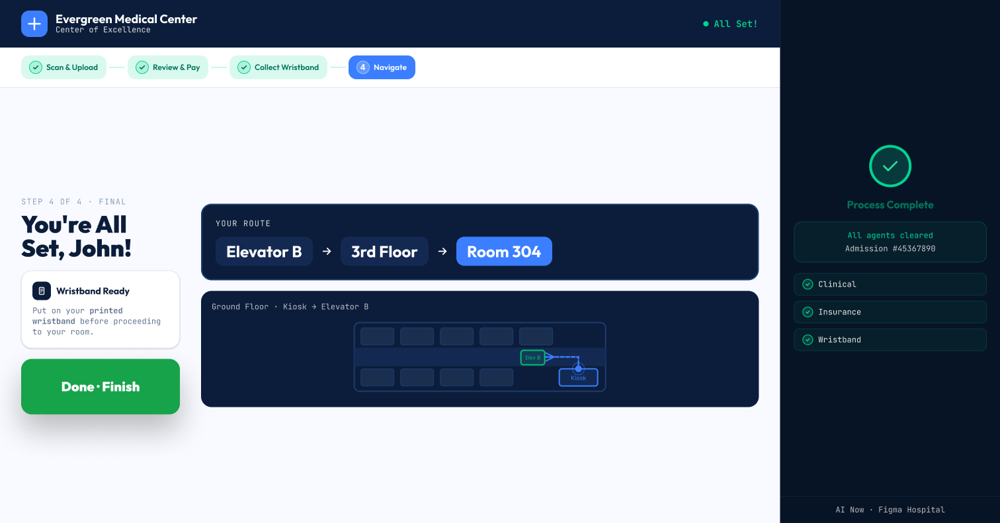 Evergreen Medical Center
Center of Excellence
All Set!
Scan & Upload
Review & Pay
Collect Wristband
4 Navigate
STEP 4 OF 4 · FINAL
You're All
Set, John!
Wristband Ready
Put on your printed
wristband before proceeding
to your room.
Done · Finish
YOUR ROUTE
Elevator B → 3rd Floor → Room 304
Ground Floor · Kiosk → Elevator B
Elev B
Kiosk
Process Complete
All agents cleared
Admission #45367890
Clinical
Insurance
Wristband
AI Now · Figma Hospital